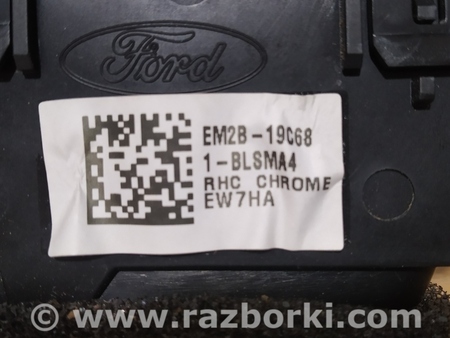 Ford
EM2B-19C68
1-BLSMA4
RHC CHROME
EW7HA
© www.razborki.com